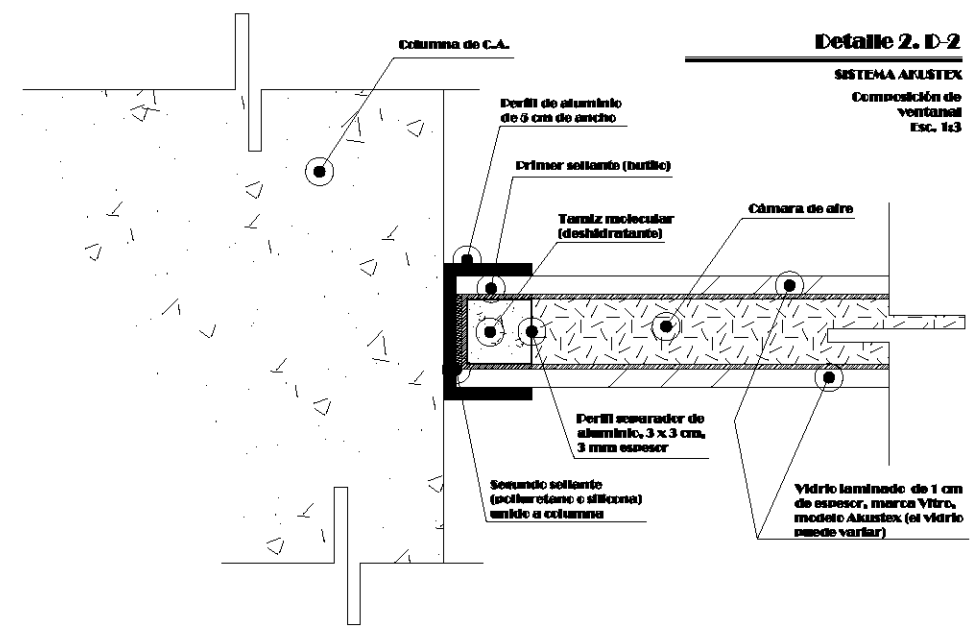 Detalle 2. D-2
SISTEMA AKUSTEX
Composición de
ventanal
Esc. 1:3
Columna de C.A.
Perfil de aluminio
de 5 cm de ancho
Primer sellante (butilo)
Tamiz molecular
(deshidratante)
Cámara de aire
Perfil separador de
aluminio, 3 x 3 cm,
3 mm espesor
Segundo sellante
(poliuretano o silicona)
unido a columna
Vidrio laminado de 1 cm
de espesor, marca Vitro,
modelo Akustex (el vidrio
puede variar)